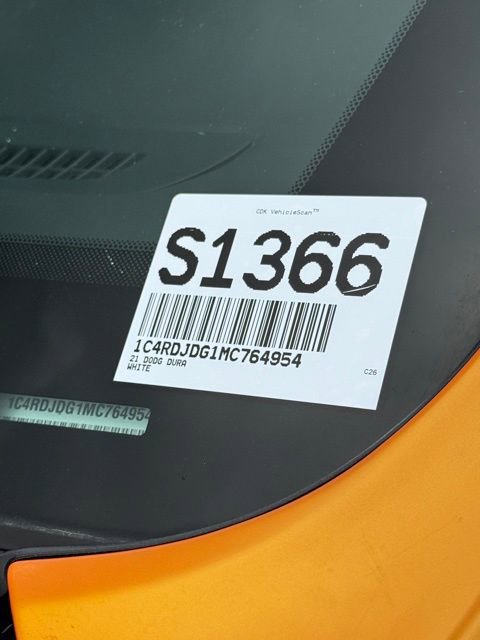 CDK VehicleScan™
S1366
1C4RDJDG1MC764954
21 DODG DURA
WHITE
C26
1C4RDJDG1MC764954